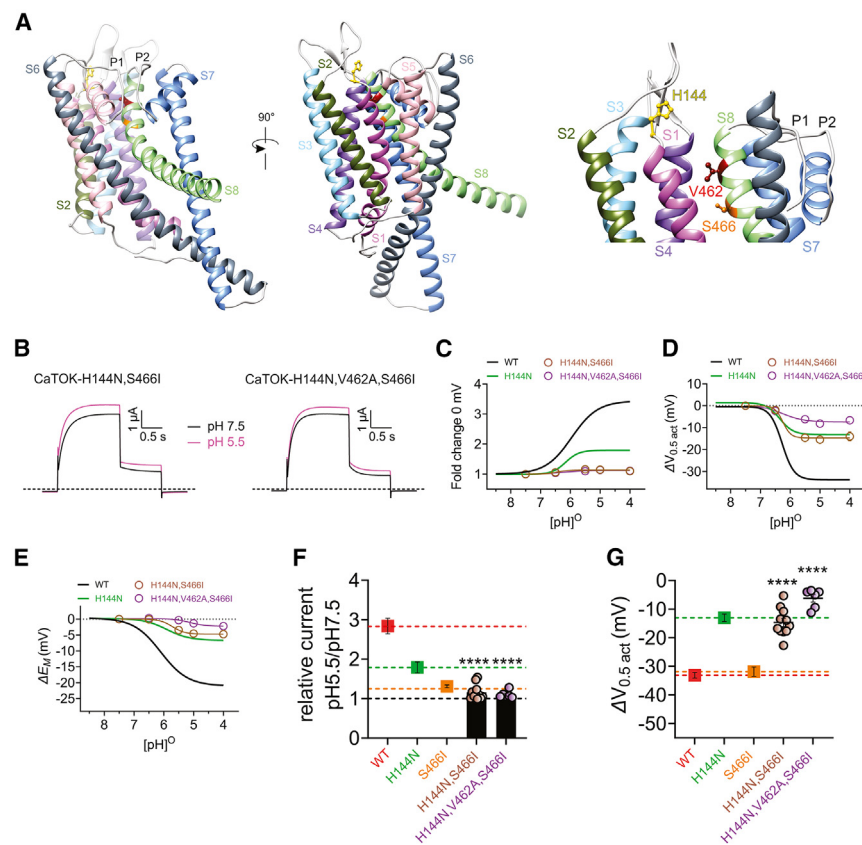 A
S6
P1
P2
S7
S2
S8
90°
S2
S5
S6
S3
S8
S4
S1
S7
H144
S3
S2
S1
S8
P1
P2
V462
S466
S4
S7
B
CaTOK-H144N,S466I
CaTOK-H144N,V462A,S466I
1 µA
0.5 s
pH 7.5
pH 5.5
1 µA
0.5 s
C
WT
H144N,S466I
H144N
H144N,V462A,S466I
Fold change 0 mV
4
3
2
1
8
7
6
5
4
[pH]O
D
WT
H144N,S466I
H144N
H144N,V462A,S466I
ΔV0.5 act (mV)
5
0
-10
-20
-30
8
7
6
5
4
[pH]O
E
WT
H144N,S466I
H144N
H144N,V462A,S466I
ΔEM (mV)
5
0
-5
-10
-15
-20
-25
8
7
6
5
4
[pH]O
F
relative current
pH5.5/pH7.5
4
3
2
1
0
**** ****
WT
H144N
S466I
H144N,S466I
H144N,V462A,S466I
G
ΔV0.5 act (mV)
0
-10
-20
-30
-40
-50
****
****
WT
H144N
S466I
H144N,S466I
H144N,V462A,S466I